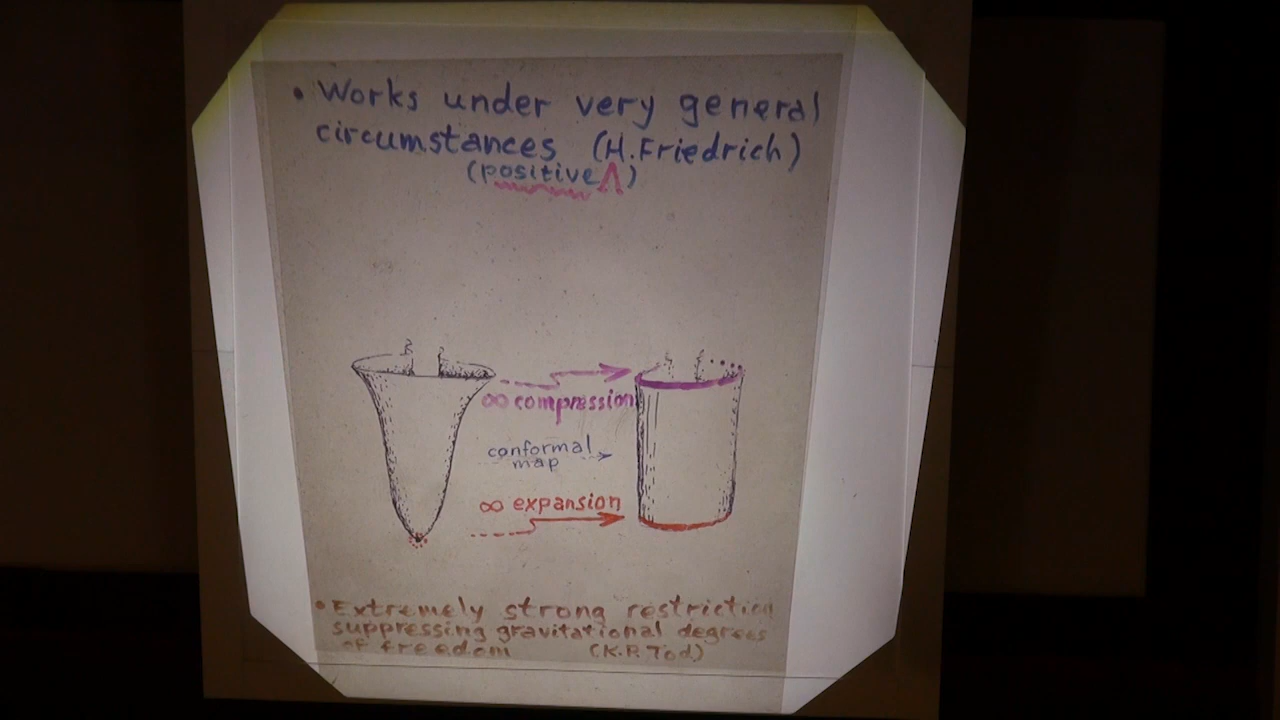 • Works under very general
circumstances (H.Friedrich)
(positive Λ)
∞ compression
conformal
map
∞ expansion
• Extremely strong restriction
suppressing gravitational degrees
of freedom (K.P.Tod)